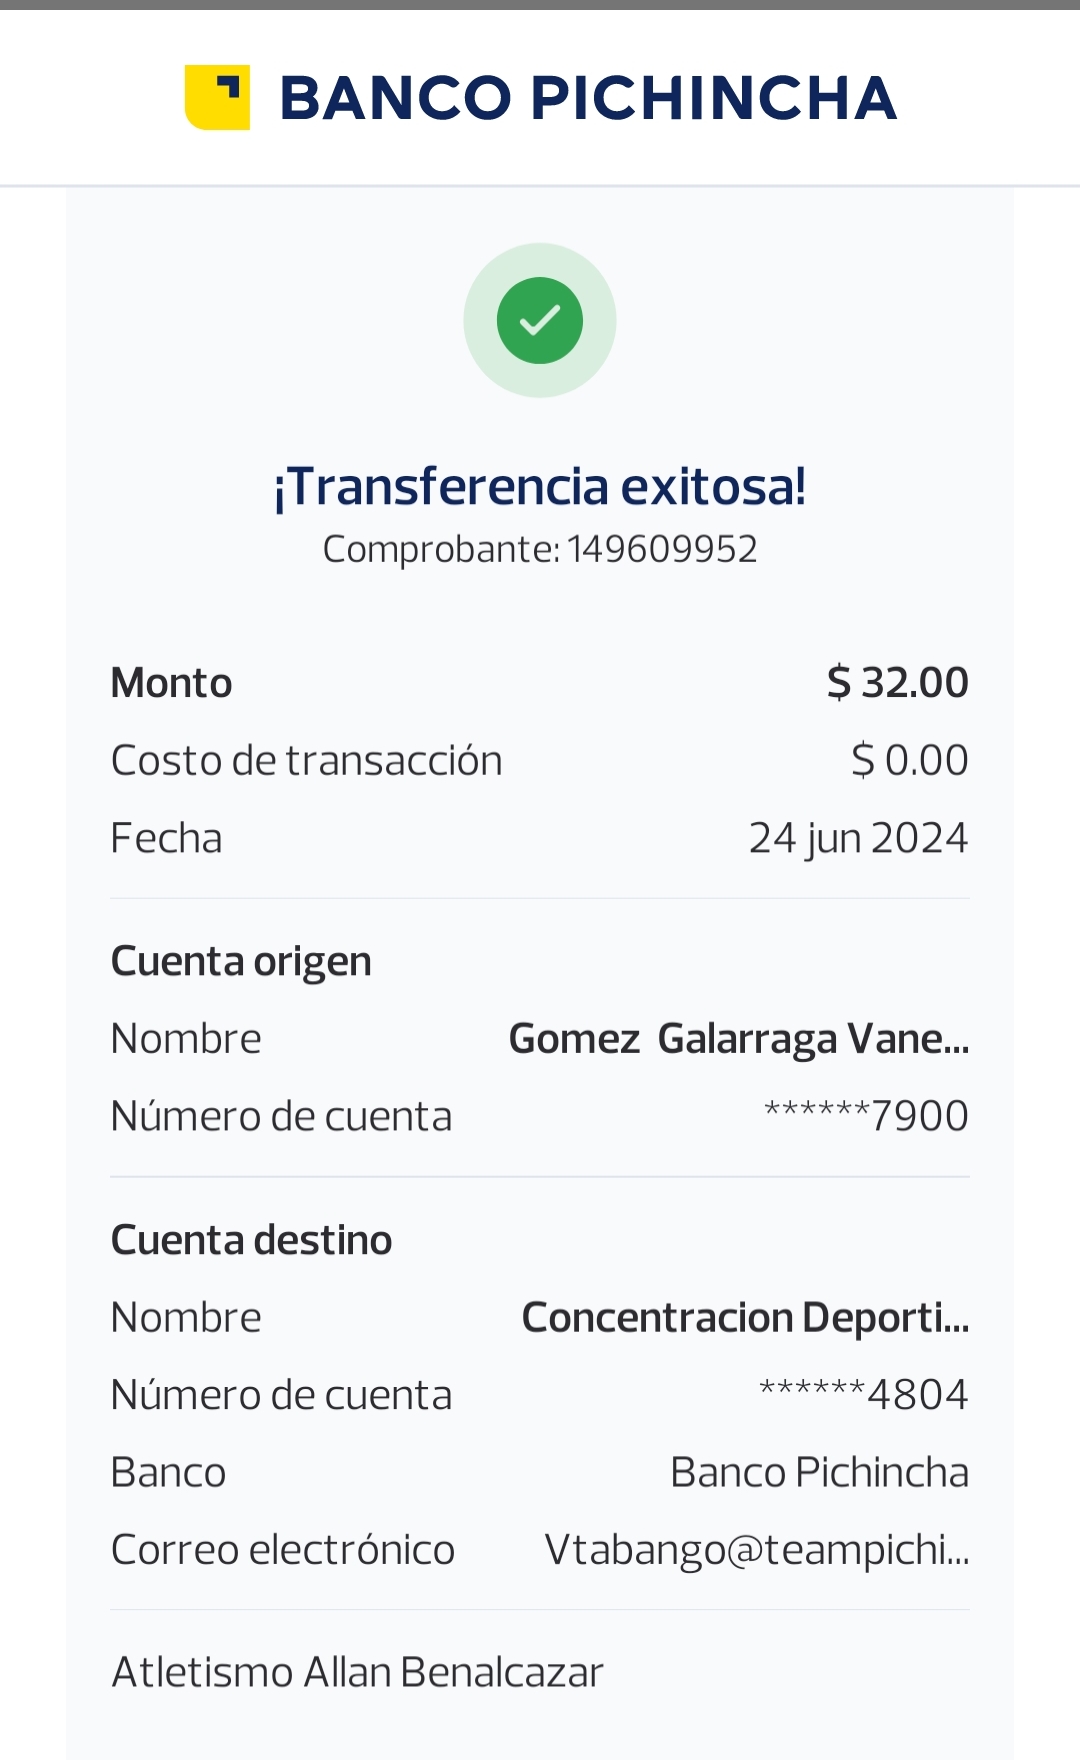 BANCO PICHINCHA
¡Transferencia exitosa!
Comprobante: 149609952
Monto $ 32.00
Costo de transacción $ 0.00
Fecha 24 jun 2024
Cuenta origen
Nombre Gomez  Galarraga Vane...
Número de cuenta ******7900
Cuenta destino
Nombre Concentracion Deporti...
Número de cuenta ******4804
Banco Banco Pichincha
Correo electrónico Vtabango@teampichi...
Atletismo Allan Benalcazar